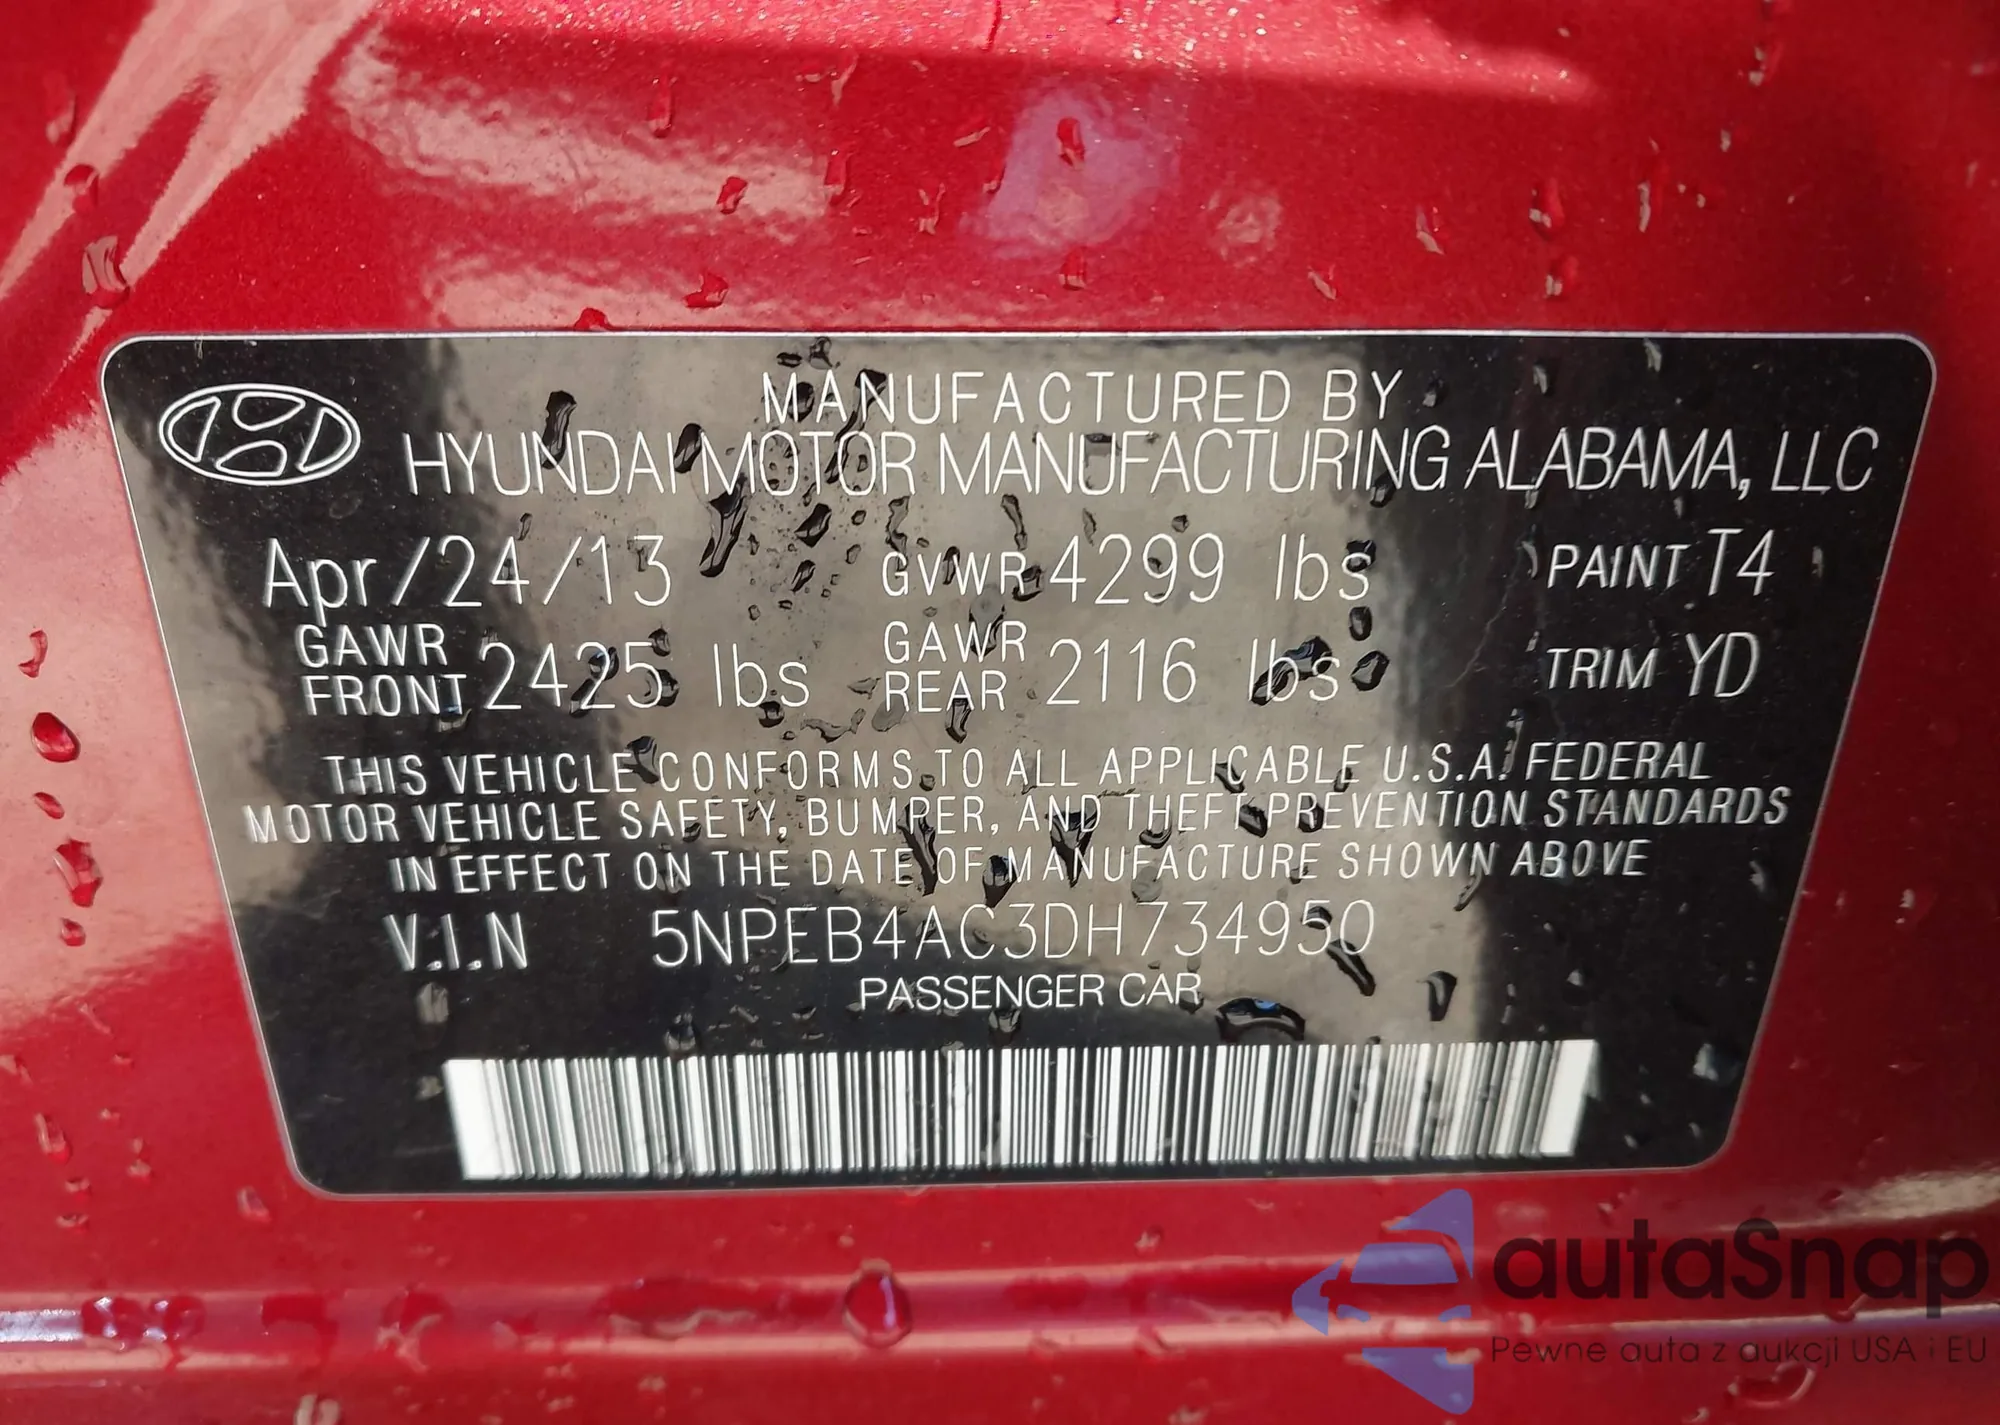 MANUFACTURED BY
HYUNDAI MOTOR MANUFACTURING ALABAMA, LLC
Apr/24/13 GVWR 4299 lbs PAINT T4
GAWR FRONT 2425 lbs GAWR REAR 2116 lbs TRIM YD
THIS VEHICLE CONFORMS TO ALL APPLICABLE U.S.A. FEDERAL
MOTOR VEHICLE SAFETY, BUMPER, AND THEFT PREVENTION STANDARDS
IN EFFECT ON THE DATE OF MANUFACTURE SHOWN ABOVE
V.I.N 5NPEB4AC3DH734950
PASSENGER CAR
autaSnap
Pewne auta z aukcji USA i EU